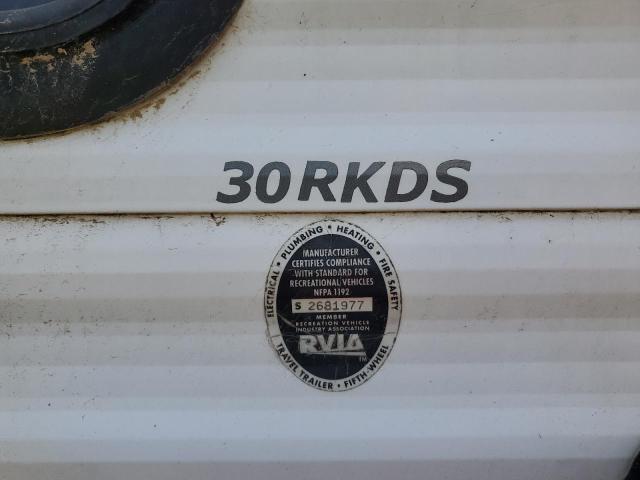 30RKDS
ELECTRICAL • PLUMBING • HEATING • FIRE SAFETY
MANUFACTURER
CERTIFIES COMPLIANCE
WITH STANDARD FOR
RECREATIONAL VEHICLES
NFPA 1192
S 2681977
MEMBER
RECREATION VEHICLE
INDUSTRY ASSOCIATION
RVIA
TM
TRAVEL TRAILER • FIFTH-WHEEL